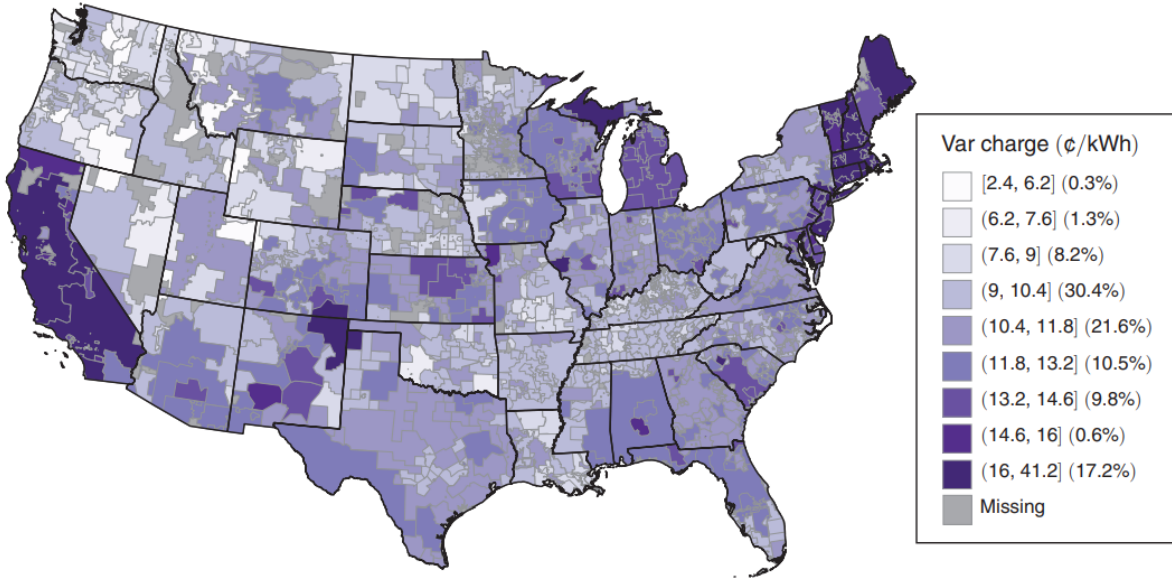 Var charge (¢/kWh)
[2.4, 6.2] (0.3%)
(6.2, 7.6] (1.3%)
(7.6, 9] (8.2%)
(9, 10.4] (30.4%)
(10.4, 11.8] (21.6%)
(11.8, 13.2] (10.5%)
(13.2, 14.6] (9.8%)
(14.6, 16] (0.6%)
(16, 41.2] (17.2%)
Missing